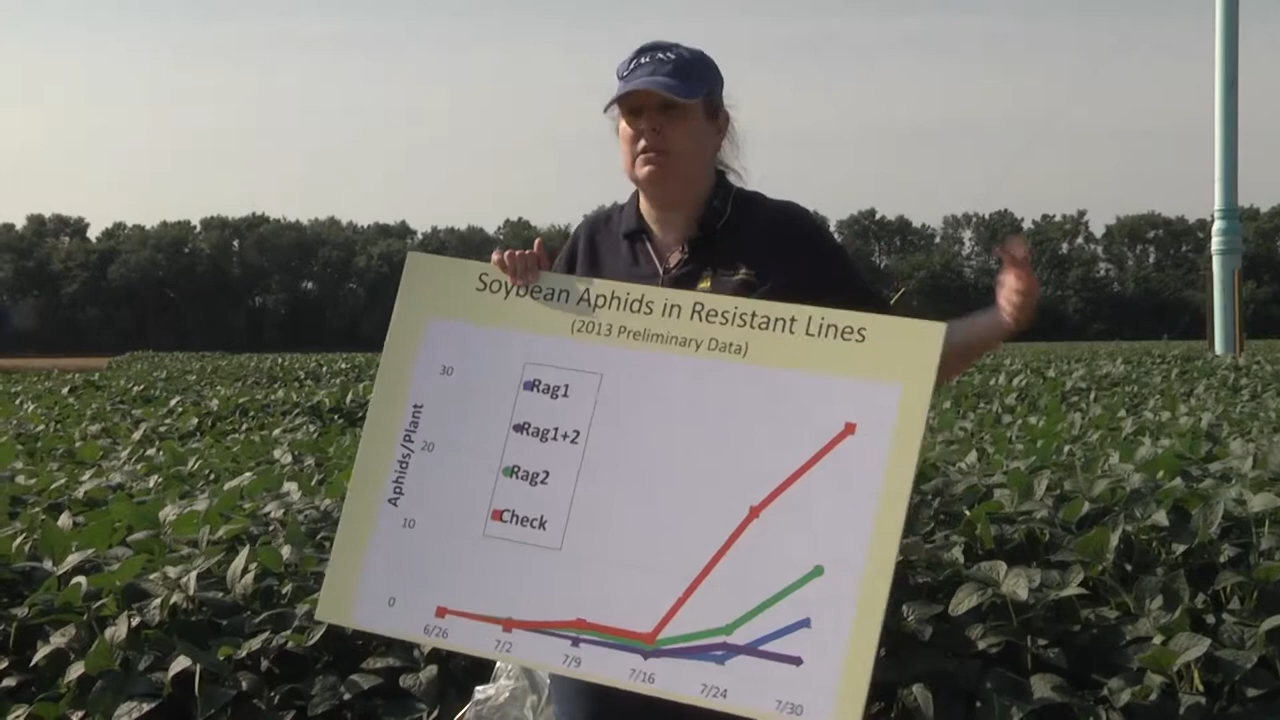 Soybean Aphids in Resistant Lines
(2013 Preliminary Data)
Aphids/Plant
30
20
10
0
Rag1
Rag1+2
Rag2
Check
6/26
7/2
7/9
7/16
7/24
7/30